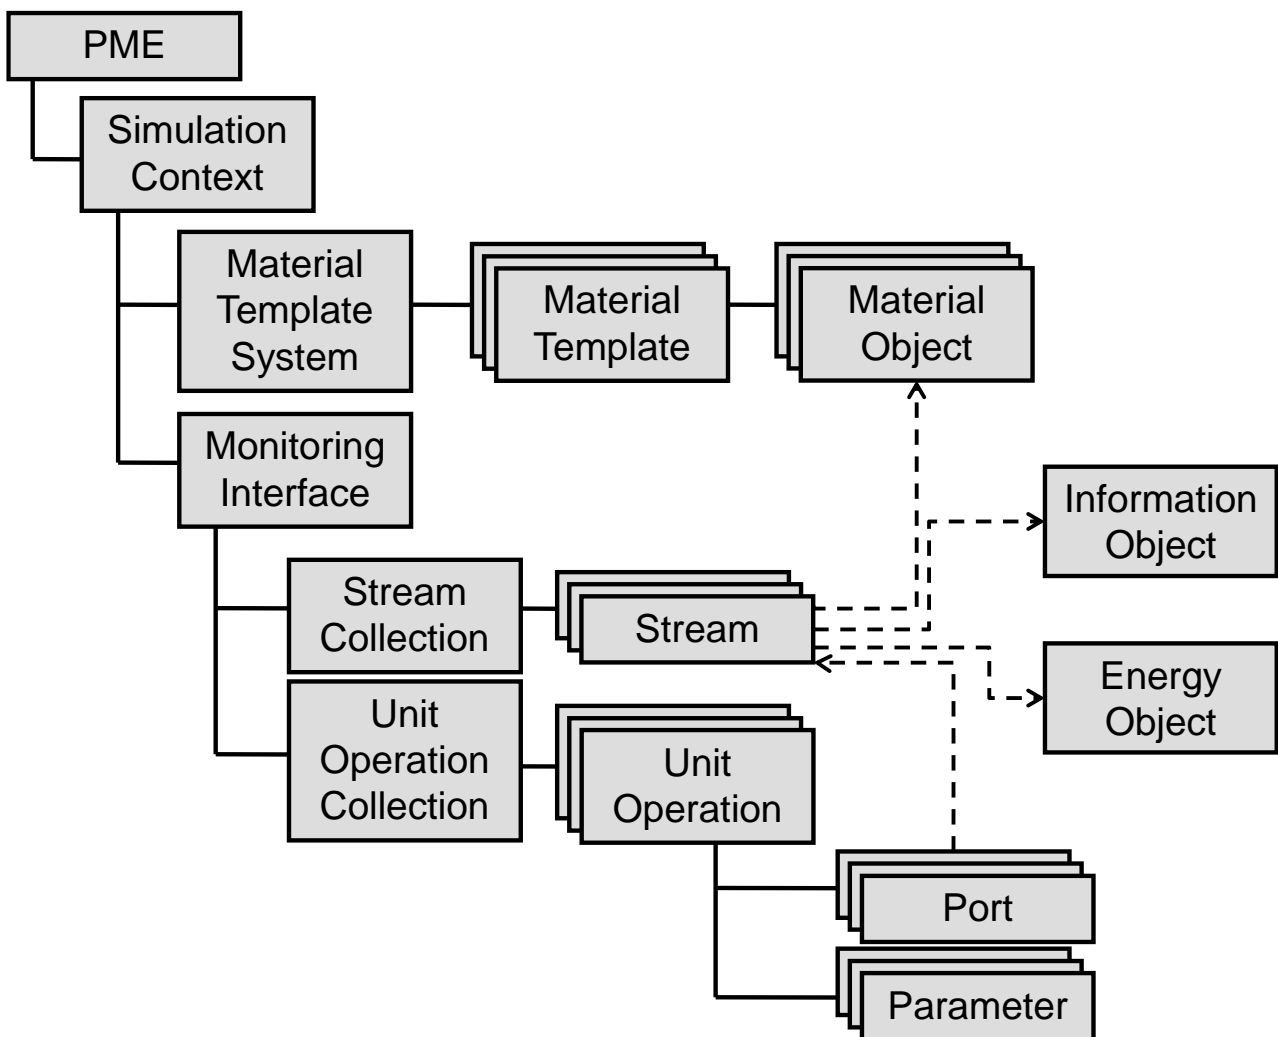 PME
Simulation
Context
Material
Template
System
Material
Template
Material
Object
Monitoring
Interface
Information
Object
Stream
Collection
Stream
Energy
Object
Unit
Operation
Collection
Unit
Operation
Port
Parameter